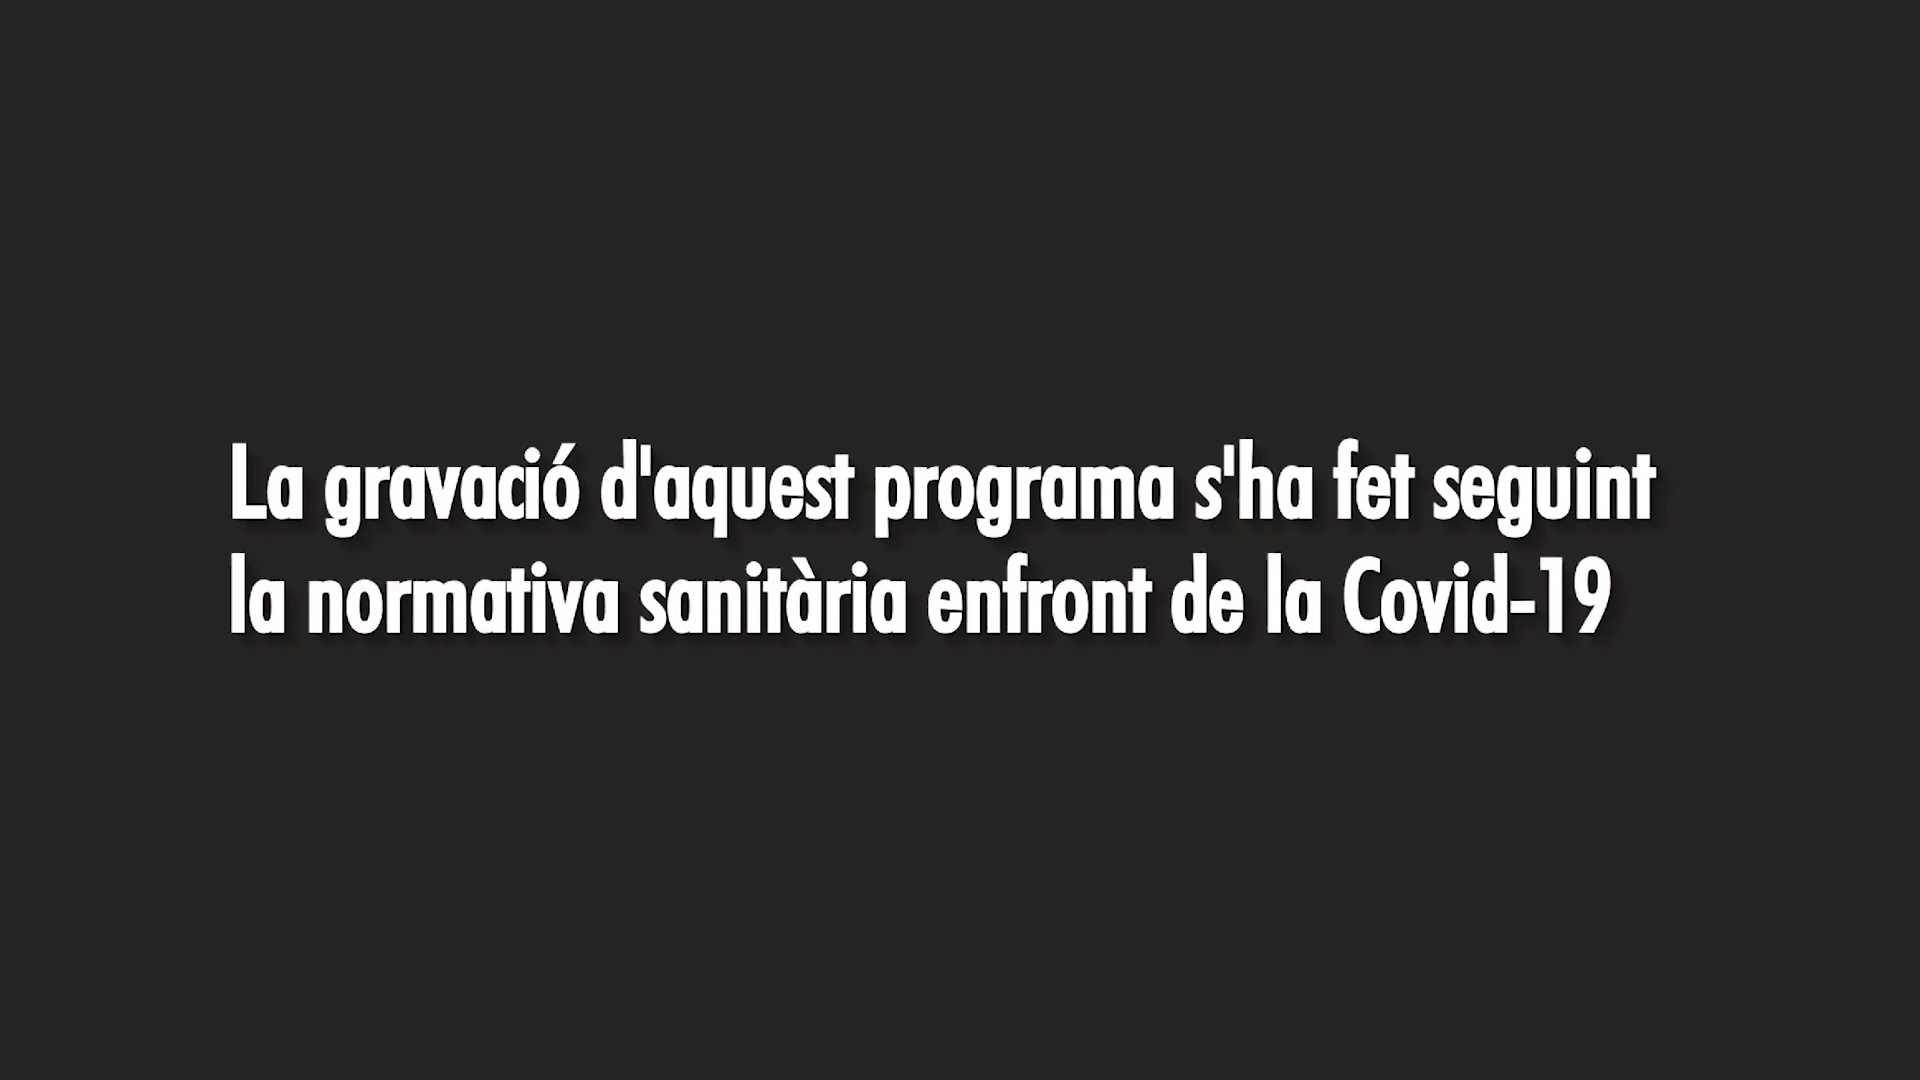 La gravació d'aquest programa s'ha fet seguint
la normativa sanitària enfront de la Covid-19